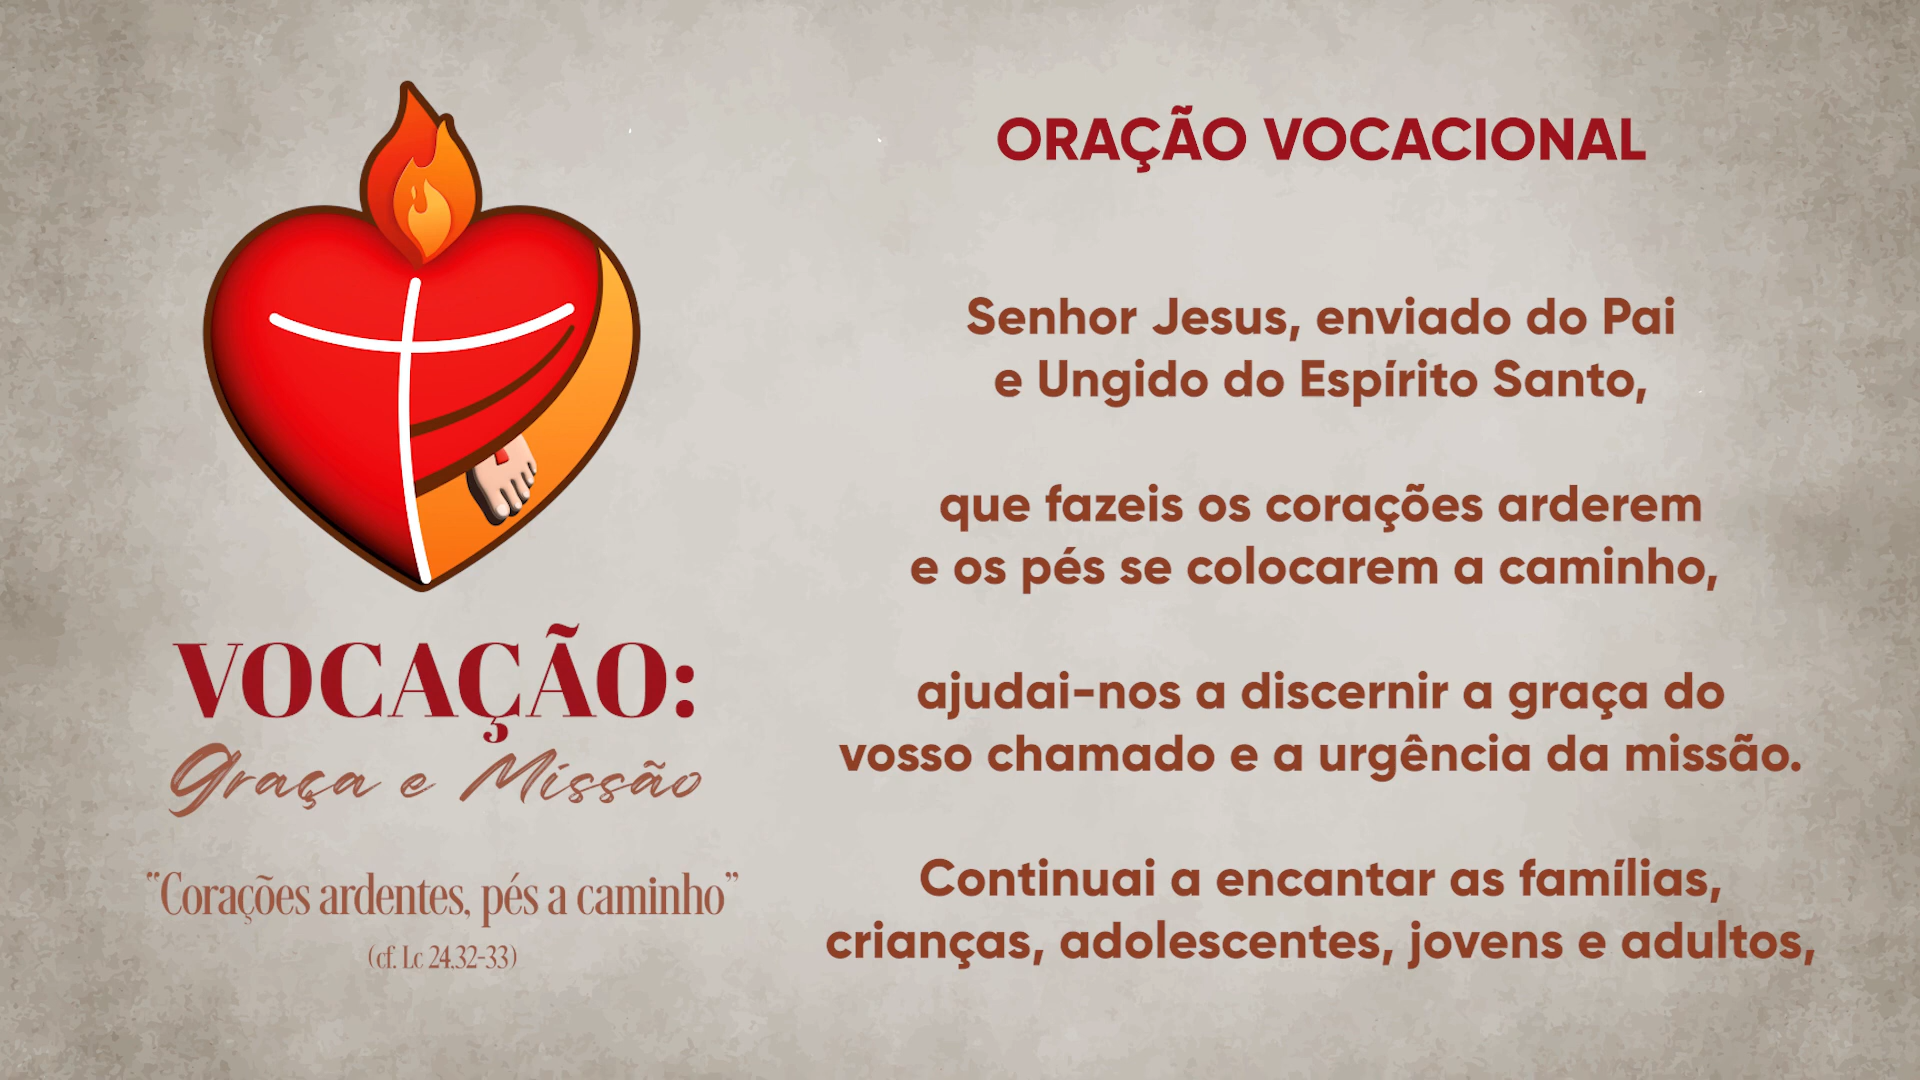 VOCAÇÃO:
Graça e Missão
“Corações ardentes, pés a caminho”
(cf. Lc 24,32-33)
ORAÇÃO VOCACIONAL
Senhor Jesus, enviado do Pai
e Ungido do Espírito Santo,
que fazeis os corações arderem
e os pés se colocarem a caminho,
ajudai-nos a discernir a graça do
vosso chamado e a urgência da missão.
Continuai a encantar as famílias,
crianças, adolescentes, jovens e adultos,